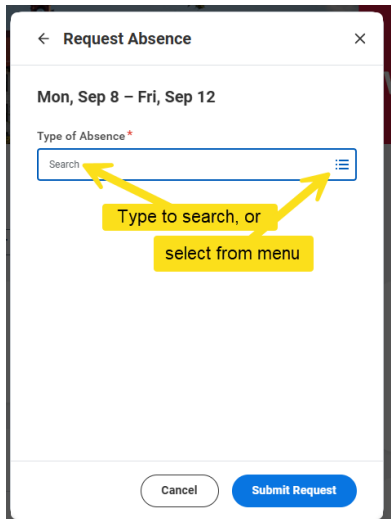 Request Absence
Mon, Sep 8 – Fri, Sep 12
Type of Absence*
Search
Type to search, or
select from menu
Cancel
Submit Request